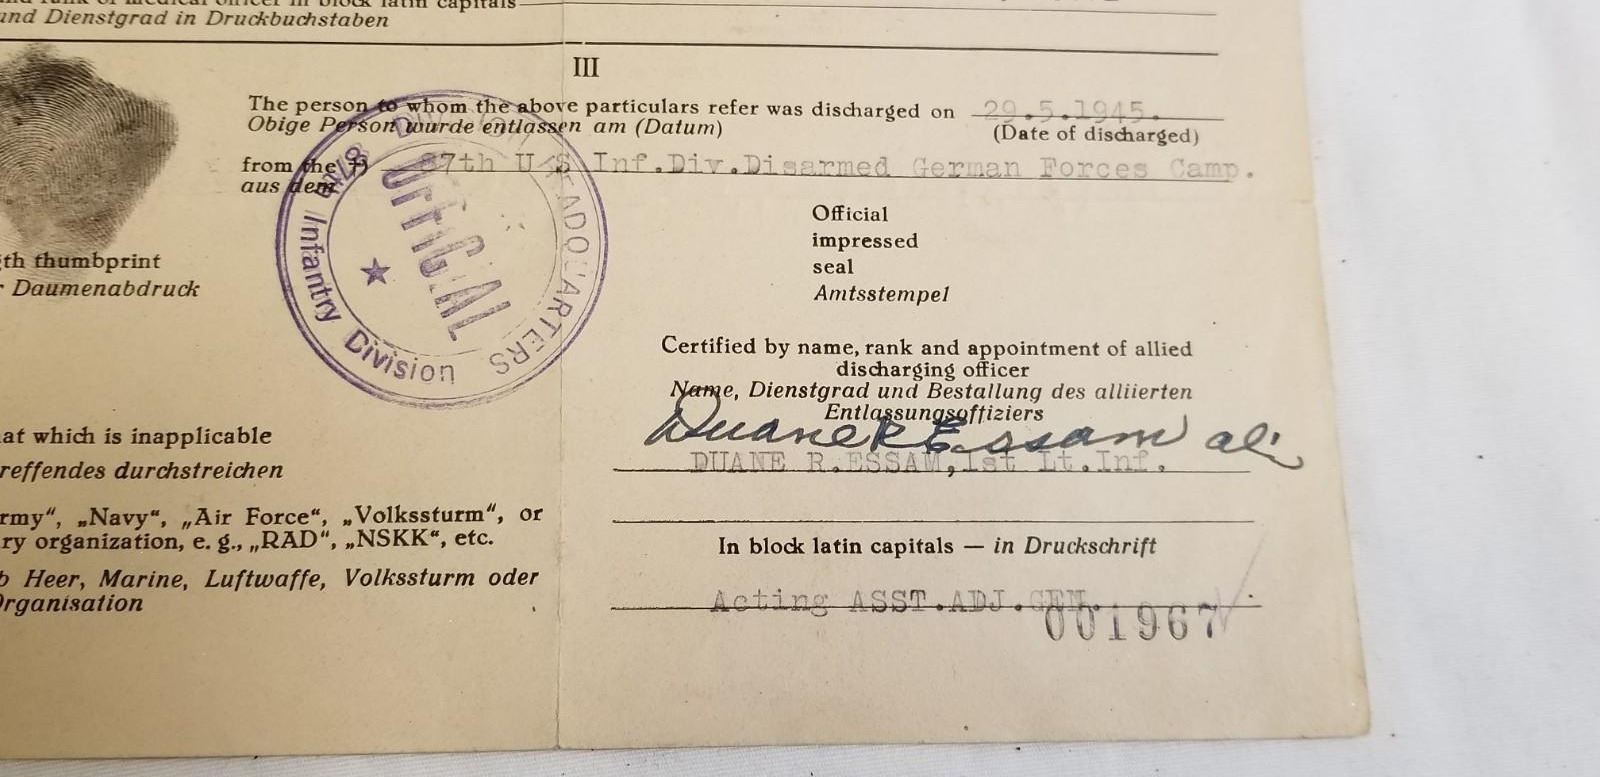 and Dienstgrad in Druckbuchstaben
III
The person to whom the above particulars refer was discharged on 29.5.1945.
Obige Person wurde entlassen am (Datum)
(Date of discharged)
from the 87th U S Inf.Div.Disarmed German Forces Camp.
aus dem
HEADQUARTERS
87th Infantry Division
OFFICIAL
Official
impressed
seal
Amtsstempel
thumbprint
Daumenabdruck
Certified by name, rank and appointment of allied
discharging officer
Name, Dienstgrad und Bestallung des alliierten
Entlassungsoffiziers
Duane R Essam
DUANE R.ESSAM,1st Lt.Inf.
at which is inapplicable
reffendes durchstreichen
rmy“, „Navy“, „Air Force“, „Volkssturm“, or
ry organization, e. g., „RAD“, „NSKK“, etc.
Heer, Marine, Luftwaffe, Volkssturm oder
Organisation
In block latin capitals — in Druckschrift
Acting ASST.ADJ.GEN.
001967